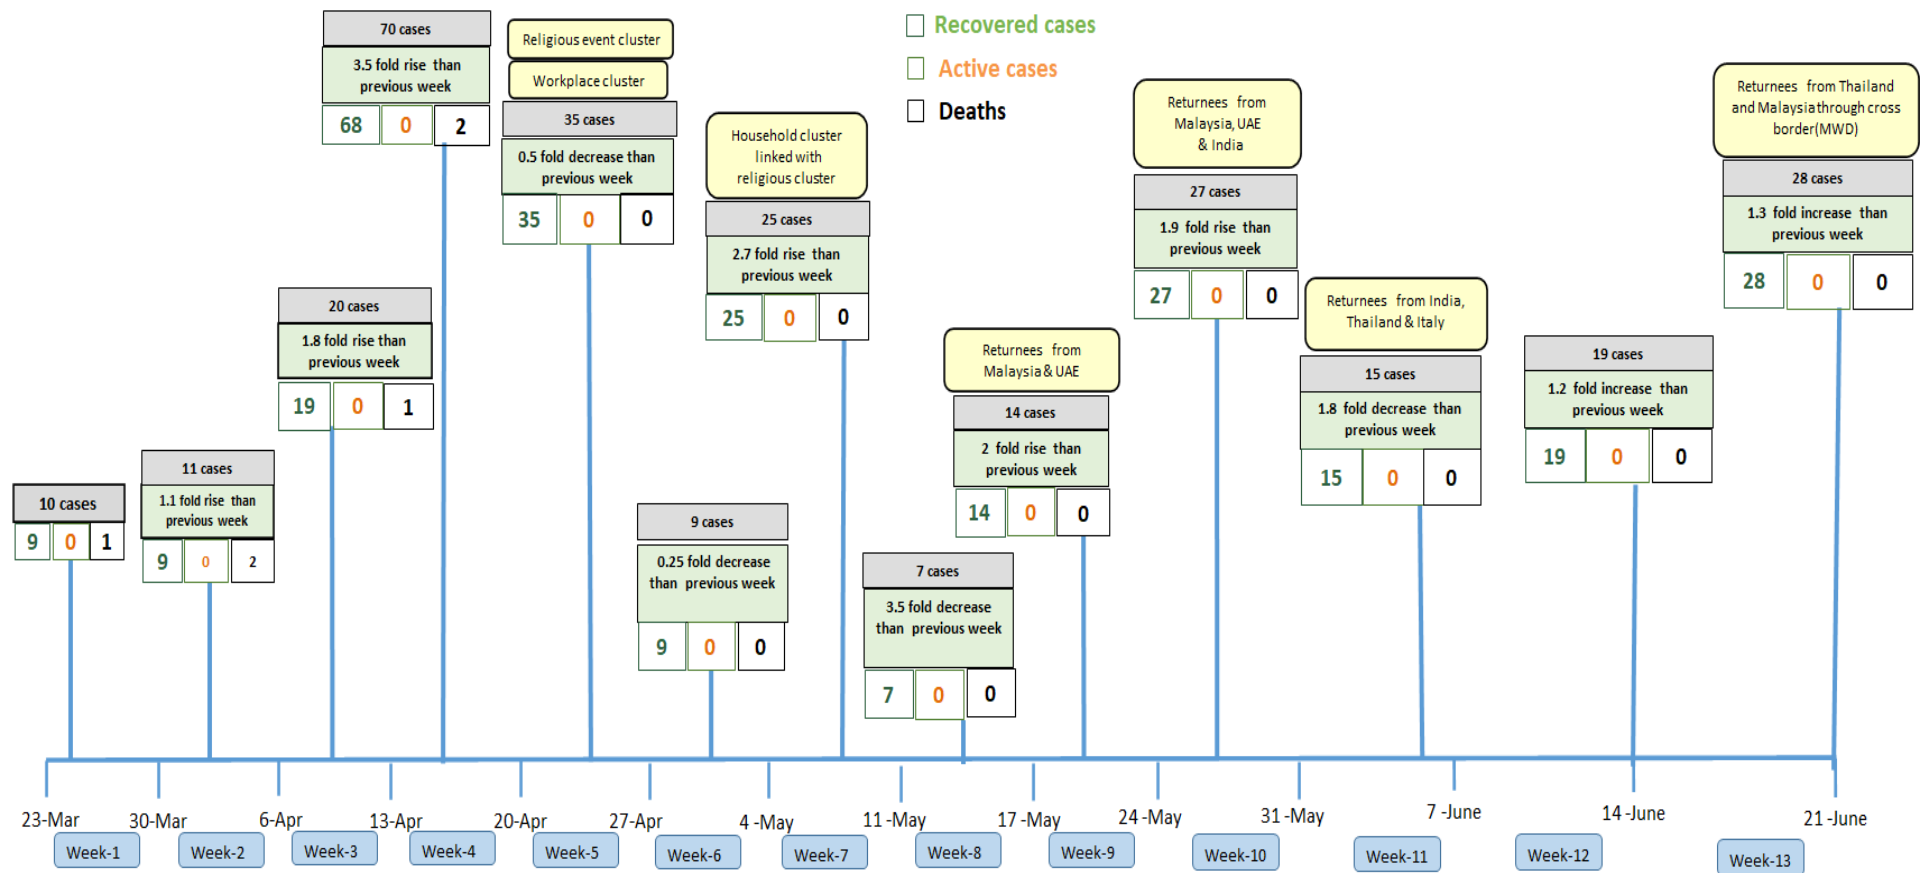 Recovered cases
Active cases
Deaths
10 cases
9 0 1
11 cases
1.1 fold rise than
previous week
9 0 2
20 cases
1.8 fold rise than
previous week
19 0 1
70 cases
3.5 fold rise than
previous week
68 0 2
Religious event cluster
Workplace cluster
35 cases
0.5 fold decrease than
previous week
35 0 0
9 cases
0.25 fold decrease
than previous week
9 0 0
Household cluster
linked with
religious cluster
25 cases
2.7 fold rise than
previous week
25 0 0
7 cases
3.5 fold decrease
than previous week
7 0 0
Returnees from
Malaysia & UAE
14 cases
2 fold rise than
previous week
14 0 0
Returnees from
Malaysia, UAE
& India
27 cases
1.9 fold rise than
previous week
27 0 0
Returnees from India,
Thailand & Italy
15 cases
1.8 fold decrease than
previous week
15 0 0
19 cases
1.2 fold increase than
previous week
19 0 0
Returnees from Thailand
and Malaysia through cross
border(MWD)
28 cases
1.3 fold increase than
previous week
28 0 0
23-Mar 30-Mar 6-Apr 13-Apr 20-Apr 27-Apr 4 -May 11 -May 17 -May 24 -May 31 -May 7 -June 14 -June 21 -June
Week-1 Week-2 Week-3 Week-4 Week-5 Week-6 Week-7 Week-8 Week-9 Week-10 Week-11 Week-12 Week-13